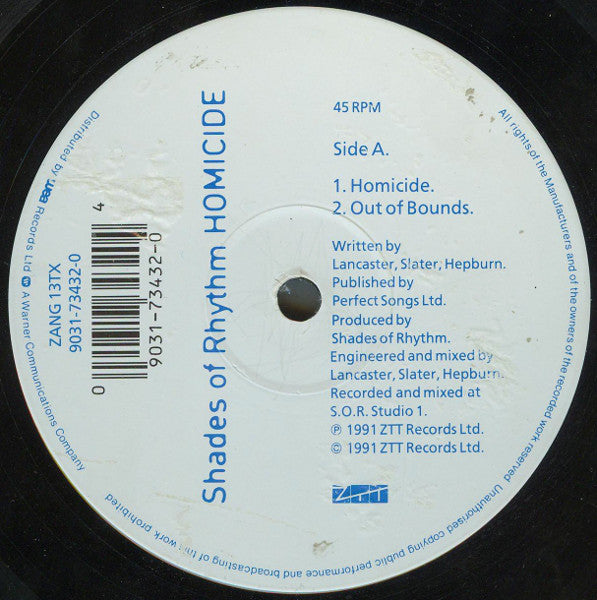 Shades of Rhythm HOMICIDE
45 RPM
Side A.
1. Homicide.
2. Out of Bounds.
Written by
Lancaster, Slater, Hepburn.
Published by
Perfect Songs Ltd.
Produced by
Shades of Rhythm.
Engineered and mixed by
Lancaster, Slater, Hepburn.
Recorded and mixed at
S.O.R. Studio 1.
℗ 1991 ZTT Records Ltd.
© 1991 ZTT Records Ltd.
ZTT
ZANG 13TX
9031-73432-0
0
9031-73432-0
4
All rights of the Manufacturers and of the owners of the recorded work reserved Unauthorised copying public performance and broadcasting of this work prohibited
Distributed by east west Records Ltd A Warner Communications Company